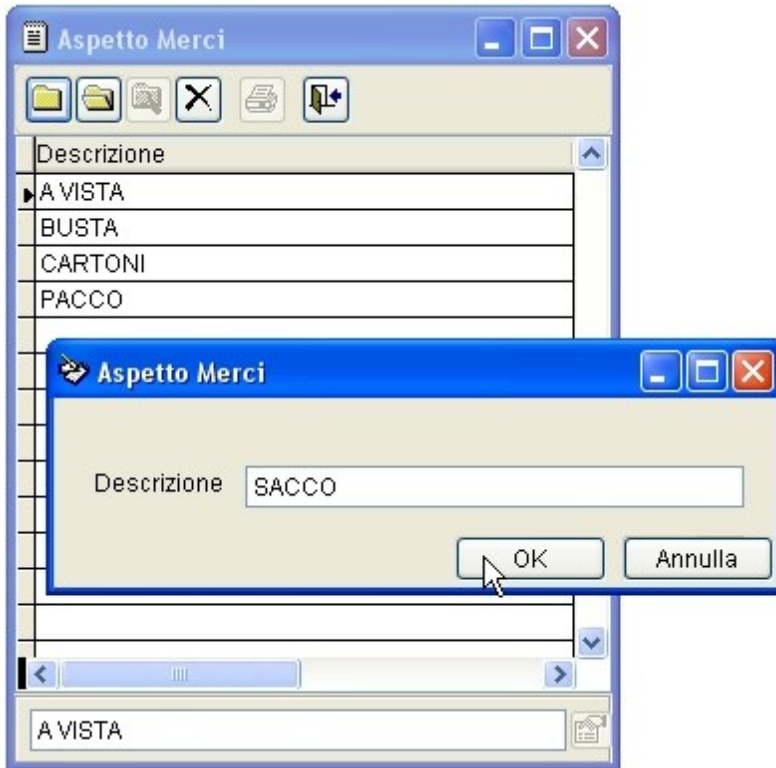 Aspetto Merci
Descrizione
A VISTA
BUSTA
CARTONI
PACCO
Aspetto Merci
Descrizione SACCO
OK Annulla
A VISTA